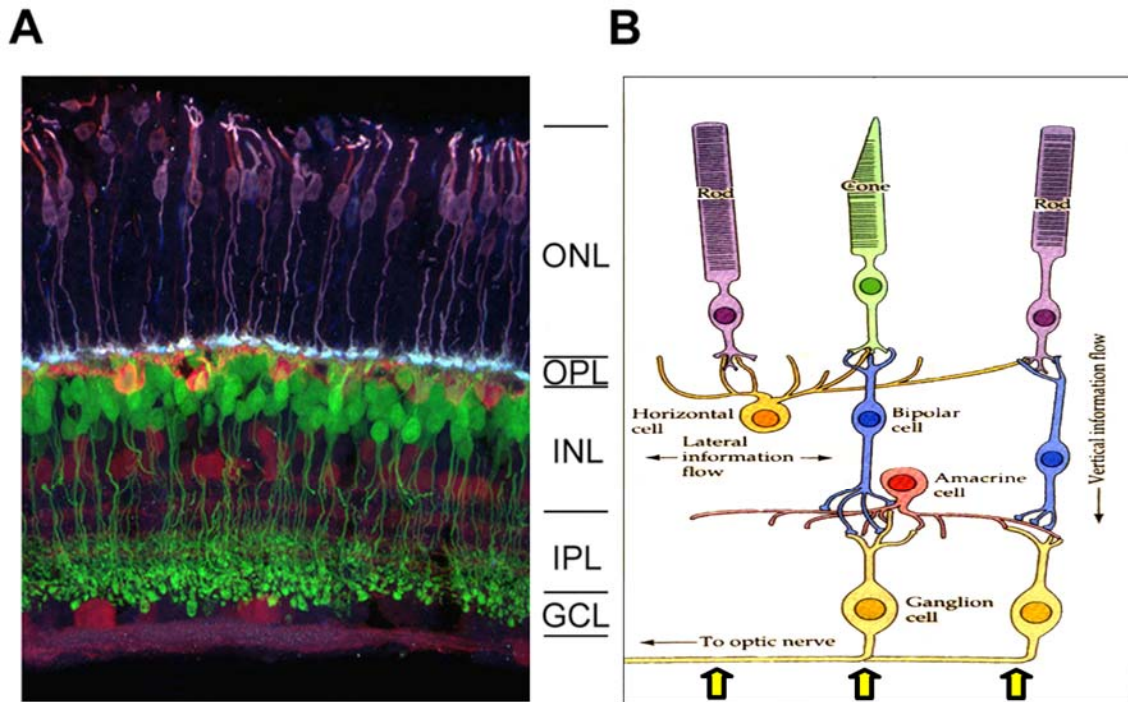 A
B
ONL
OPL
INL
IPL
GCL
Rod
Cone
Rod
Horizontal
cell
Bipolar
cell
Lateral
information
flow
Amacrine
cell
Vertical information flow
Ganglion
cell
To optic nerve